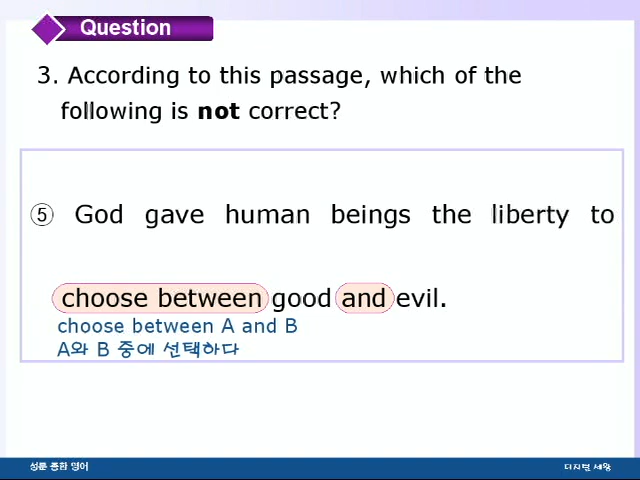 Question
3. According to this passage, which of the
following is not correct?
⑤ God gave human beings the liberty to
choose between good and evil.
choose between A and B
A와 B 중에 선택하다
성문 종합 영어
디지털 세왕